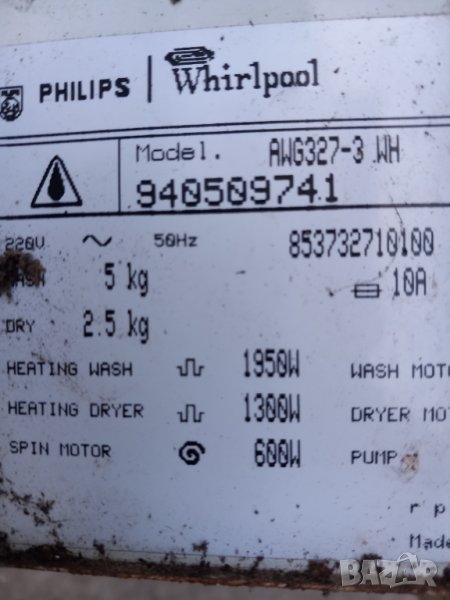 PHILIPS Whirlpool
Model. AWG327-3 WH
940509741
220V 50Hz 853732710100
5 kg 10A
DRY 2.5 kg
HEATING WASH 1950W WASH MOTO
HEATING DRYER 1300W DRYER MO
SPIN MOTOR 600W PUMP
r p
Made
BAZAR